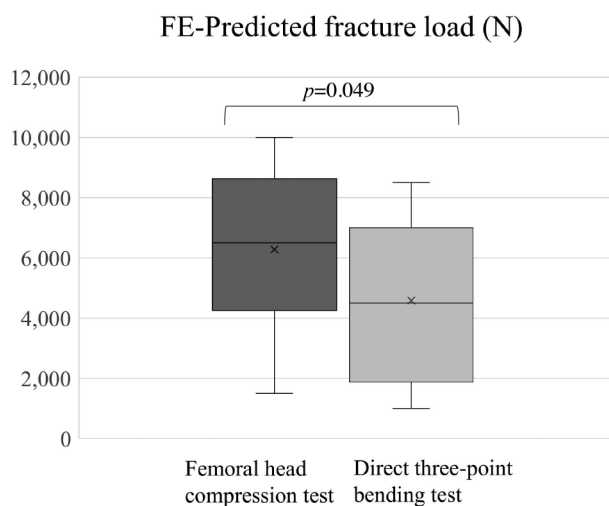 FE-Predicted fracture load (N)
12,000
p=0.049
10,000
8,000
6,000
4,000
2,000
0
Femoral head
compression test
Direct three-point
bending test